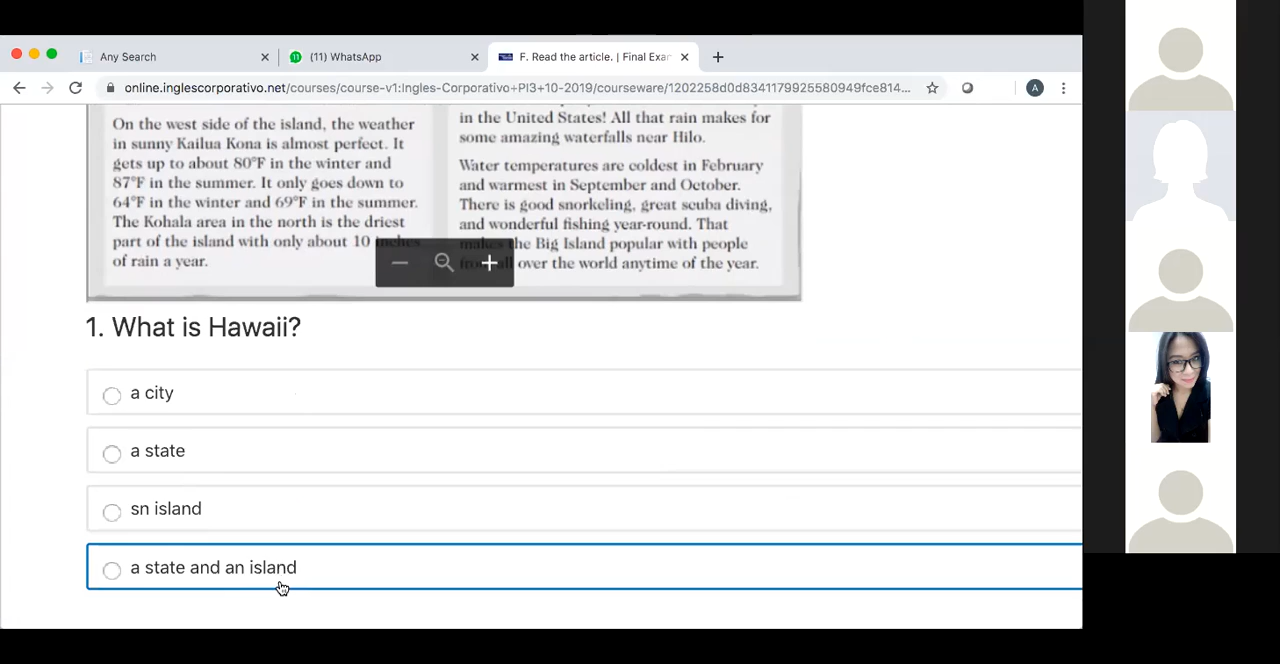 Any Search
(11) WhatsApp
F. Read the article. | Final Exar
online.inglescorporativo.net/courses/course-v1:Ingles-Corporativo+PI3+10-2019/courseware/1202258d0d8341179925580949fce814...
A
On the west side of the island, the weather
in sunny Kailua Kona is almost perfect. It
gets up to about 80°F in the winter and
87°F in the summer. It only goes down to
64°F in the winter and 69°F in the summer.
The Kohala area in the north is the driest
part of the island with only about 10 inches
of rain a year.
in the United States! All that rain makes for
some amazing waterfalls near Hilo.
Water temperatures are coldest in February
and warmest in September and October.
There is good snorkeling, great scuba diving,
and wonderful fishing year-round. That
makes the Big Island popular with people
from all over the world anytime of the year.
1. What is Hawaii?
a city
a state
sn island
a state and an island